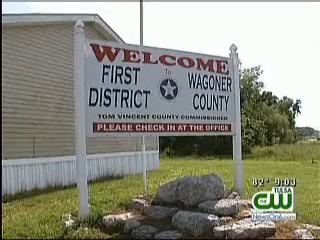 WELCOME
To
FIRST DISTRICT
WAGONER COUNTY
TOM VINCENT COUNTY COMMISSIONER
PLEASE CHECK IN AT THE OFFICE
82° 9:03
CW
TULSA
NewsOn6.com